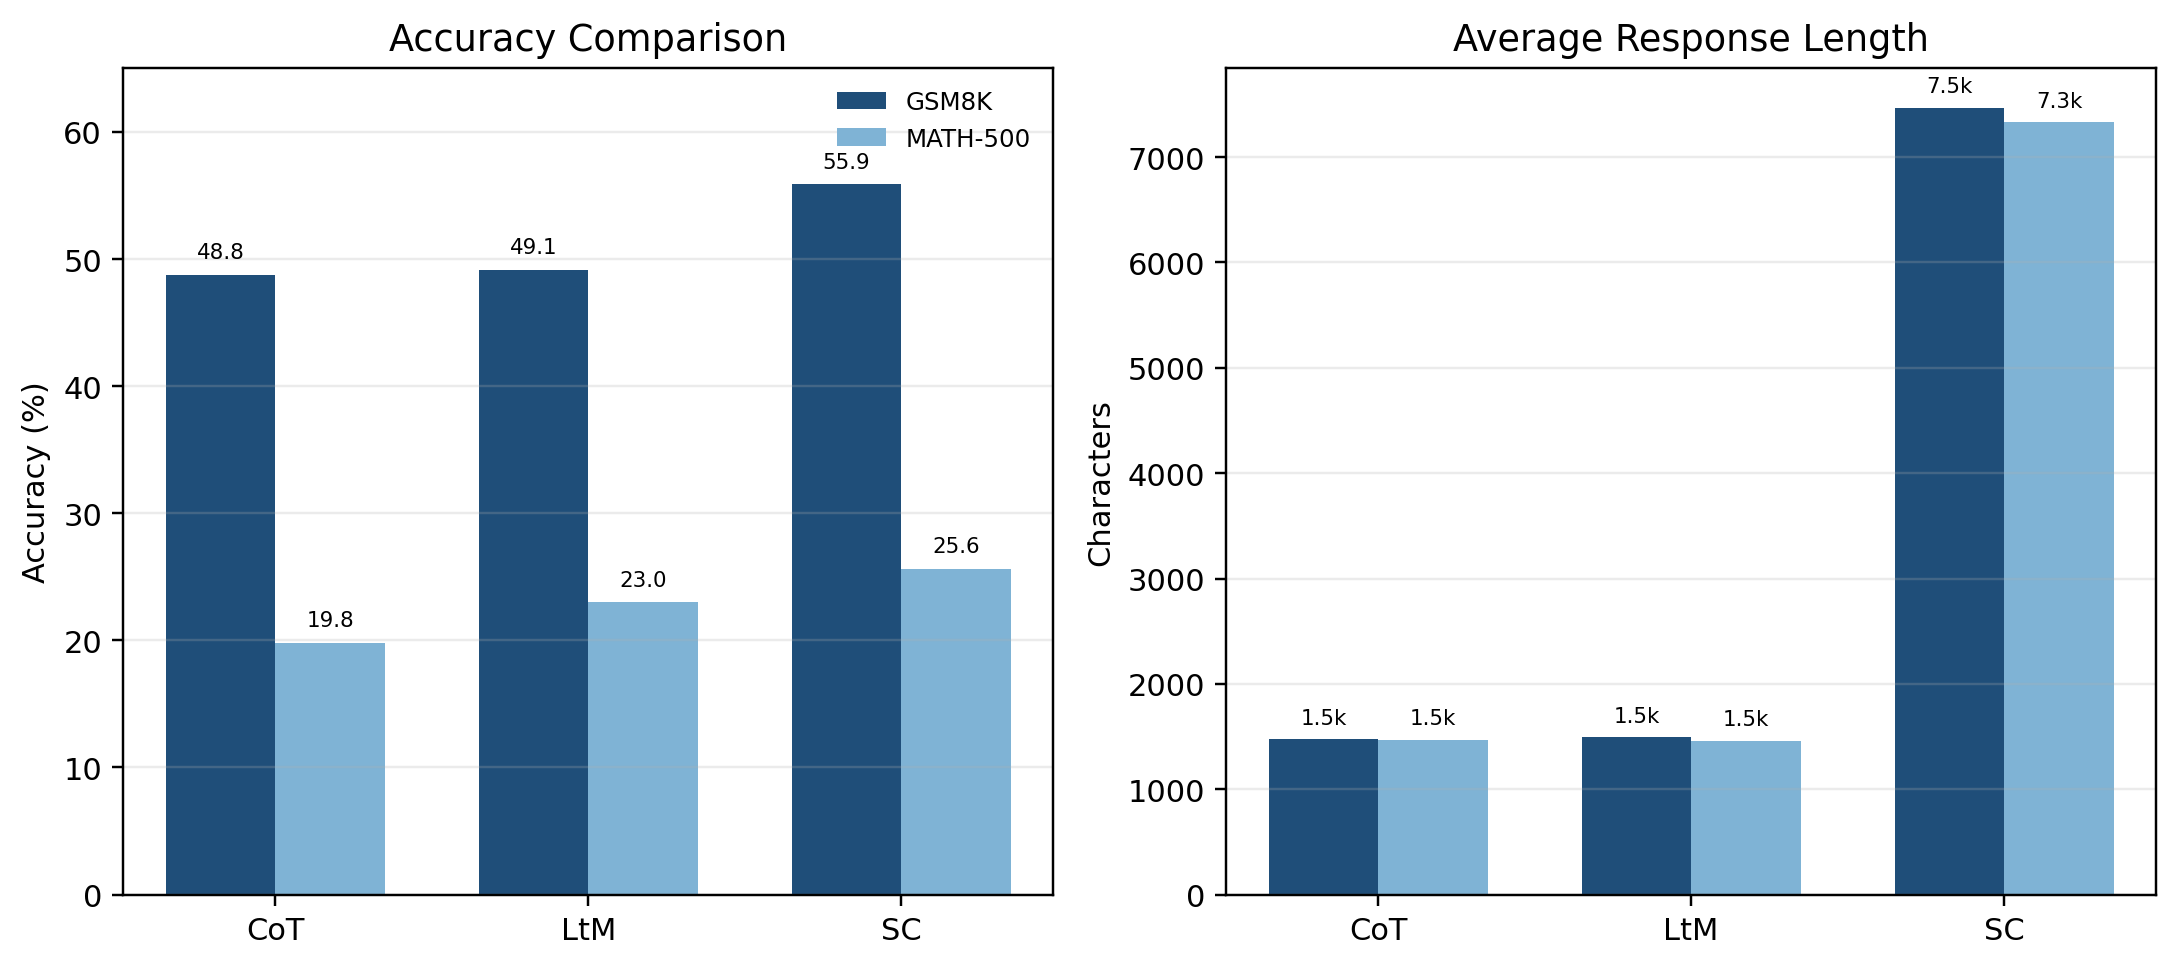 Accuracy Comparison
Accuracy (%)
60
50
40
30
20
10
0
GSM8K
MATH-500
48.8
19.8
49.1
23.0
55.9
25.6
CoT
LtM
SC
Average Response Length
Characters
7000
6000
5000
4000
3000
2000
1000
0
1.5k
1.5k
1.5k
1.5k
7.5k
7.3k
CoT
LtM
SC